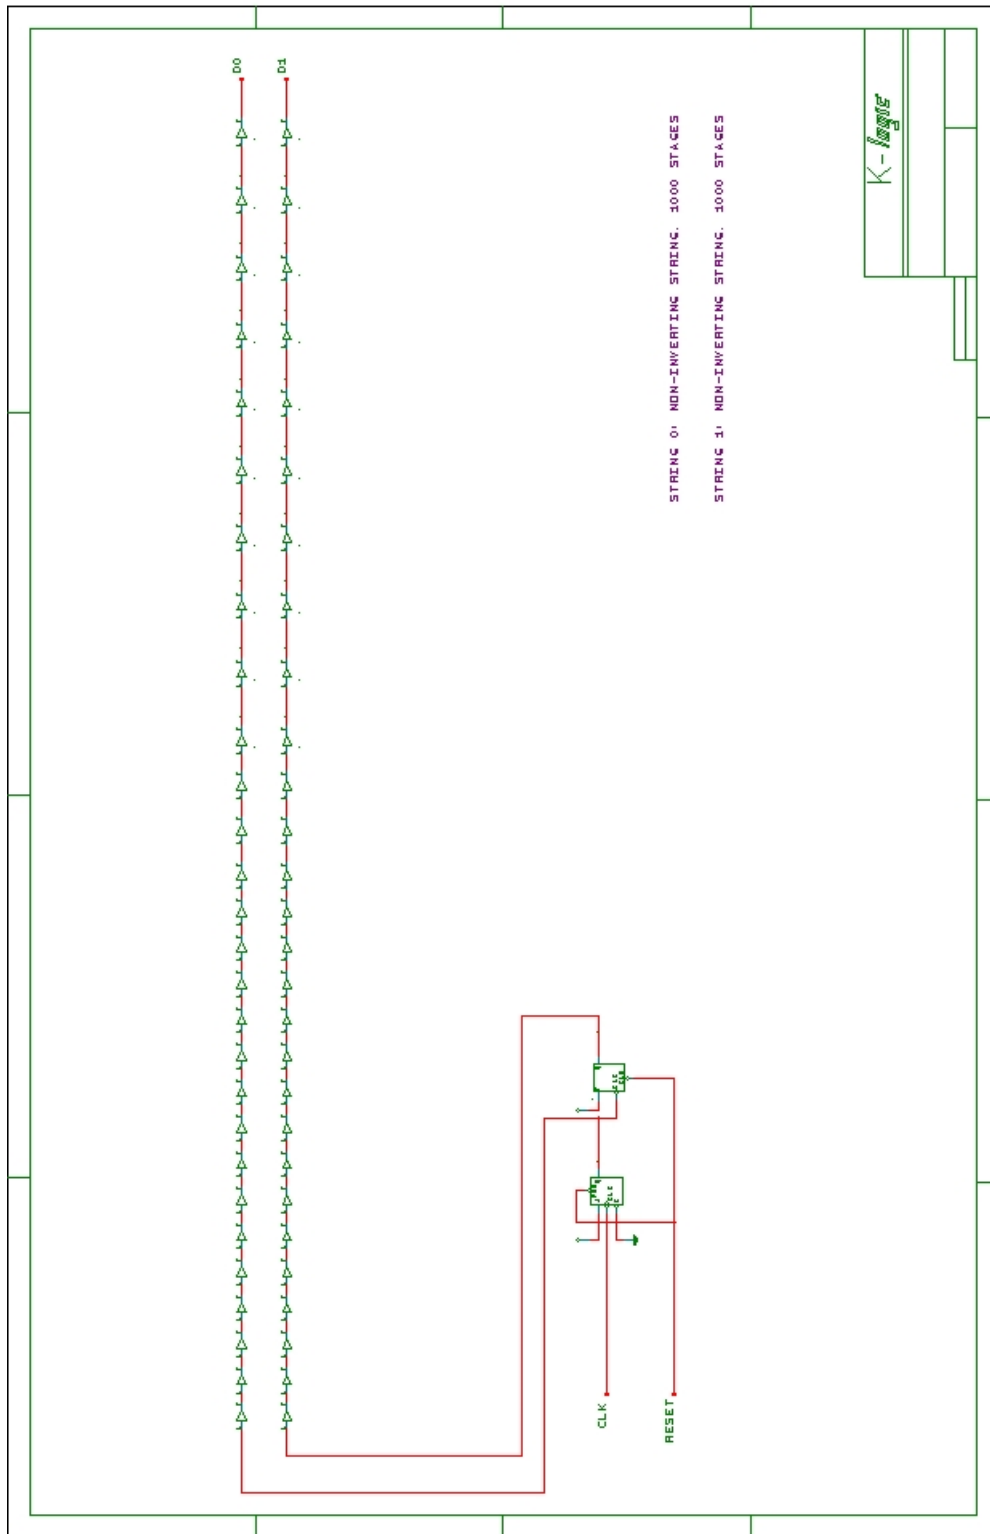 D0
D1
STRING 0: NON-INVERTING STRING. 1000 STAGES
STRING 1: NON-INVERTING STRING. 1000 STAGES
K-logic
CLK
RESET